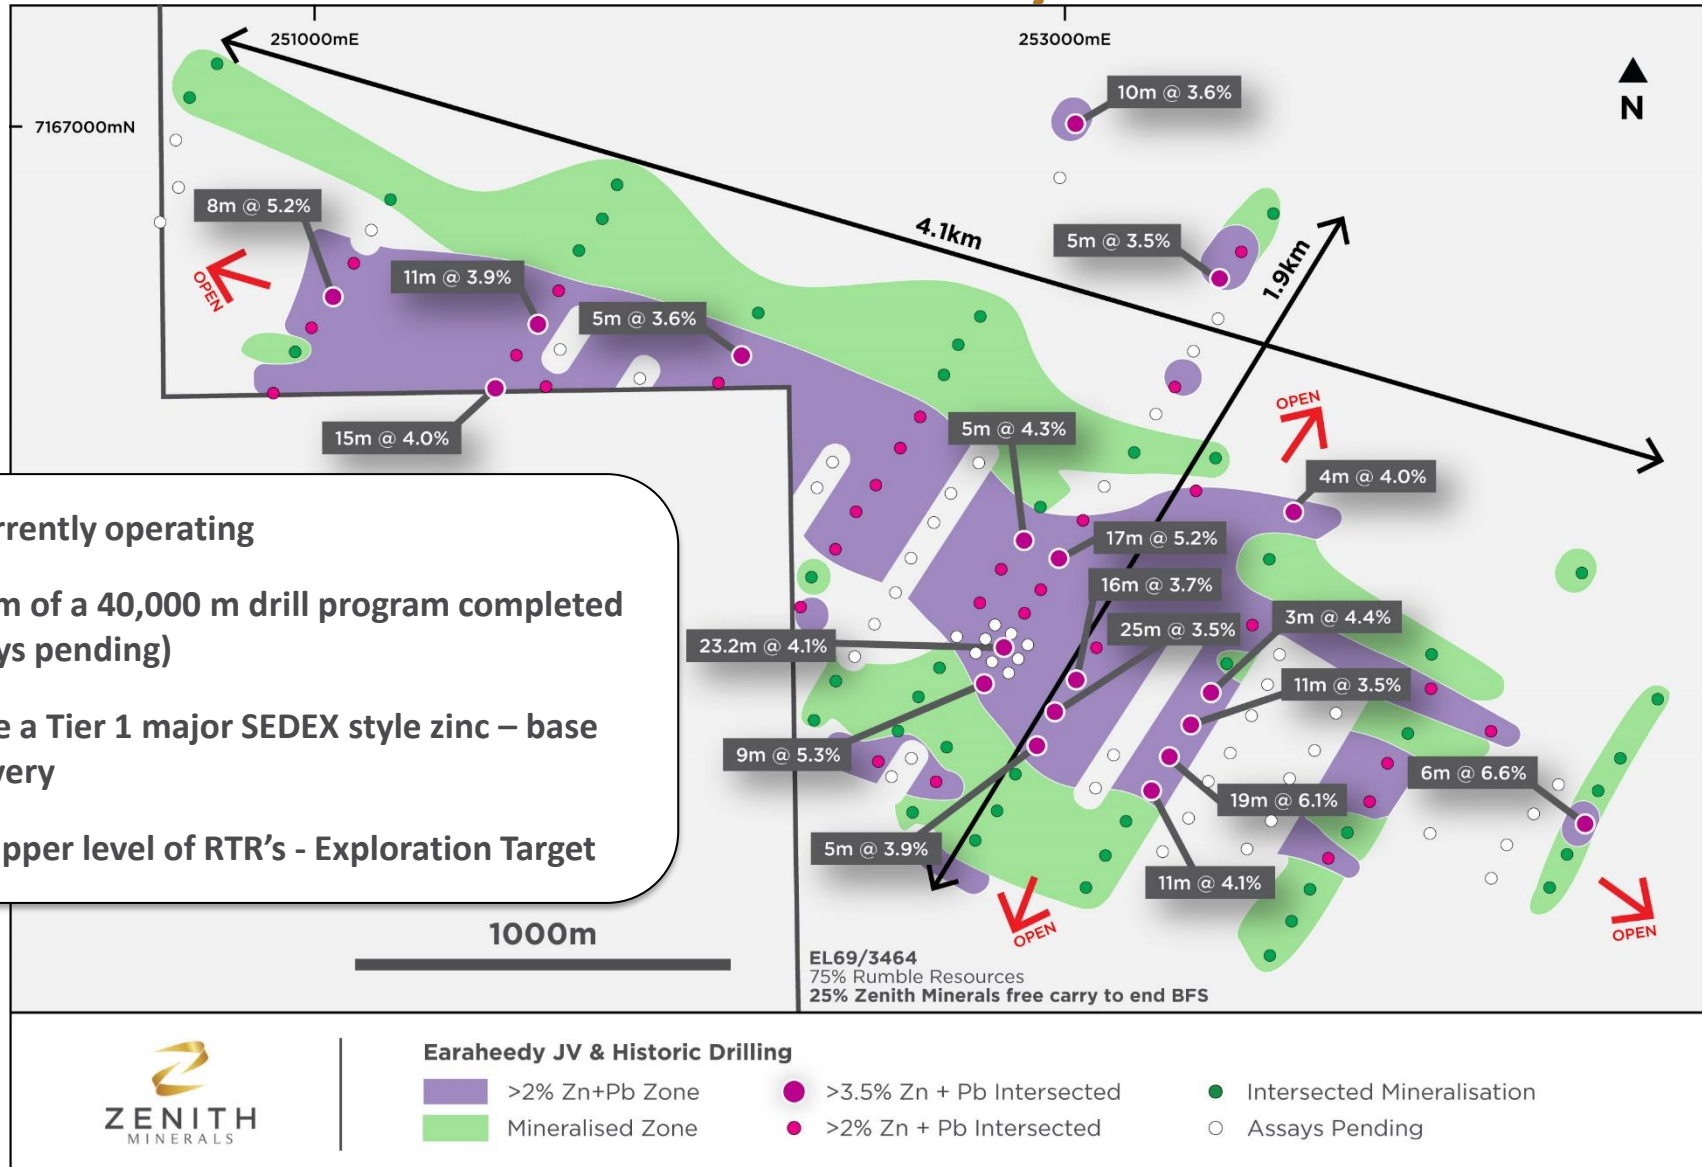 251000mE
253000mE
7167000mN
N
10m @ 3.6%
8m @ 5.2%
4.1km
5m @ 3.5%
1.9km
OPEN
11m @ 3.9%
5m @ 3.6%
15m @ 4.0%
5m @ 4.3%
OPEN
4m @ 4.0%
17m @ 5.2%
16m @ 3.7%
25m @ 3.5%
3m @ 4.4%
23.2m @ 4.1%
11m @ 3.5%
9m @ 5.3%
6m @ 6.6%
19m @ 6.1%
5m @ 3.9%
11m @ 4.1%
OPEN
OPEN
rrently operating
m of a 40,000 m drill program completed
ys pending)
e a Tier 1 major SEDEX style zinc – base
very
pper level of RTR's - Exploration Target
1000m
EL69/3464
75% Rumble Resources
25% Zenith Minerals free carry to end BFS
ZENITH
MINERALS
Earaheedy JV & Historic Drilling
>2% Zn+Pb Zone
>3.5% Zn + Pb Intersected
Intersected Mineralisation
Mineralised Zone
>2% Zn + Pb Intersected
Assays Pending